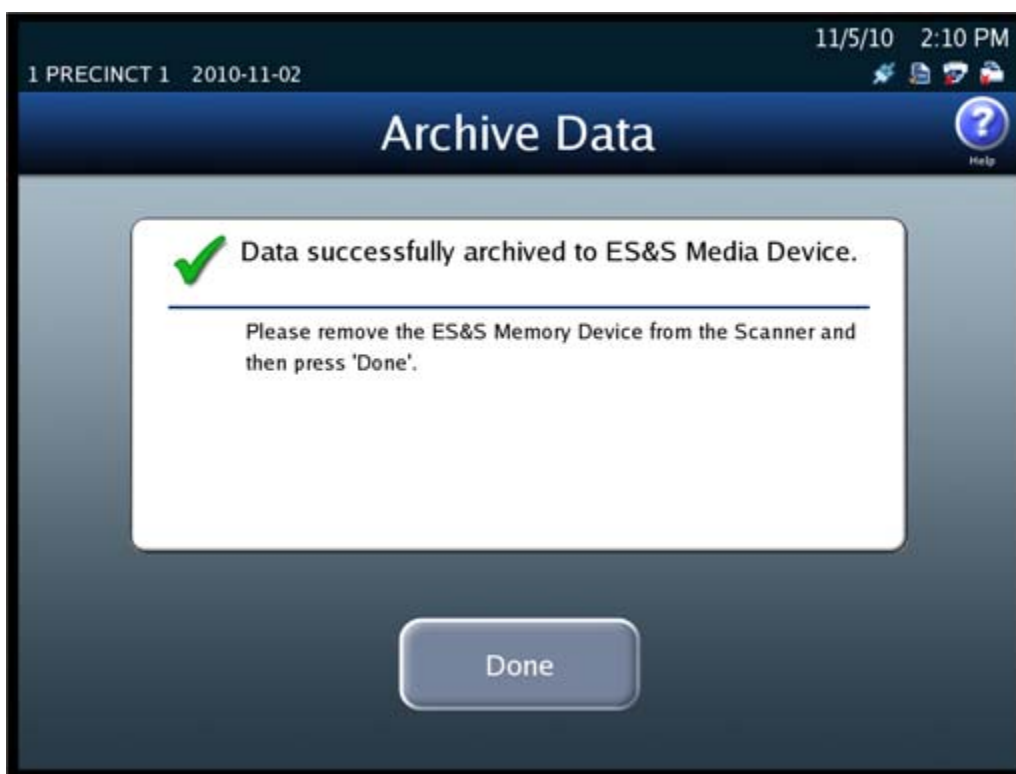 11/5/10 2:10 PM
1 PRECINCT 1 2010-11-02
Archive Data
Help
Data successfully archived to ES&S Media Device.
Please remove the ES&S Memory Device from the Scanner and
then press 'Done'.
Done